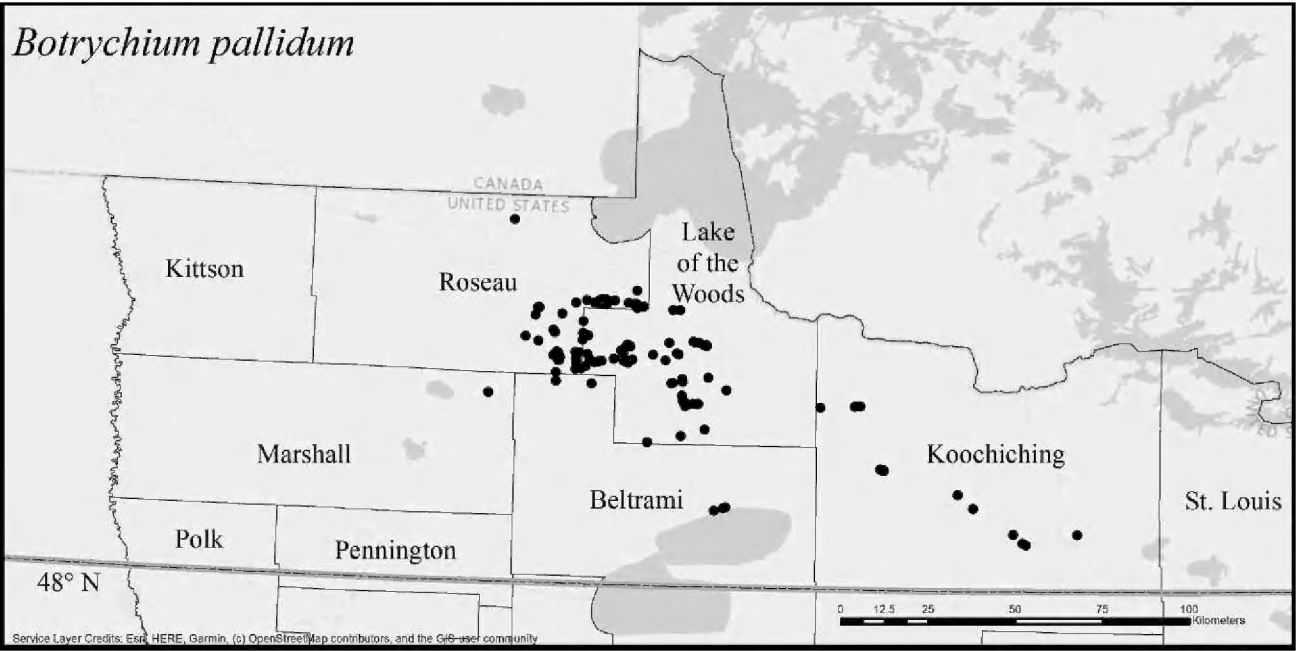 Botrychium pallidum
CANADA
UNITED STATES
Lake
of the
Woods
Kittson
Roseau
Marshall
Koochiching
Beltrami
St. Louis
Polk
Pennington
48° N
0 12.5 25 50 75 100
Kilometers
Service Layer Credits: Esri, HERE, Garmin, (c) OpenStreetMap contributors, and the GIS user community